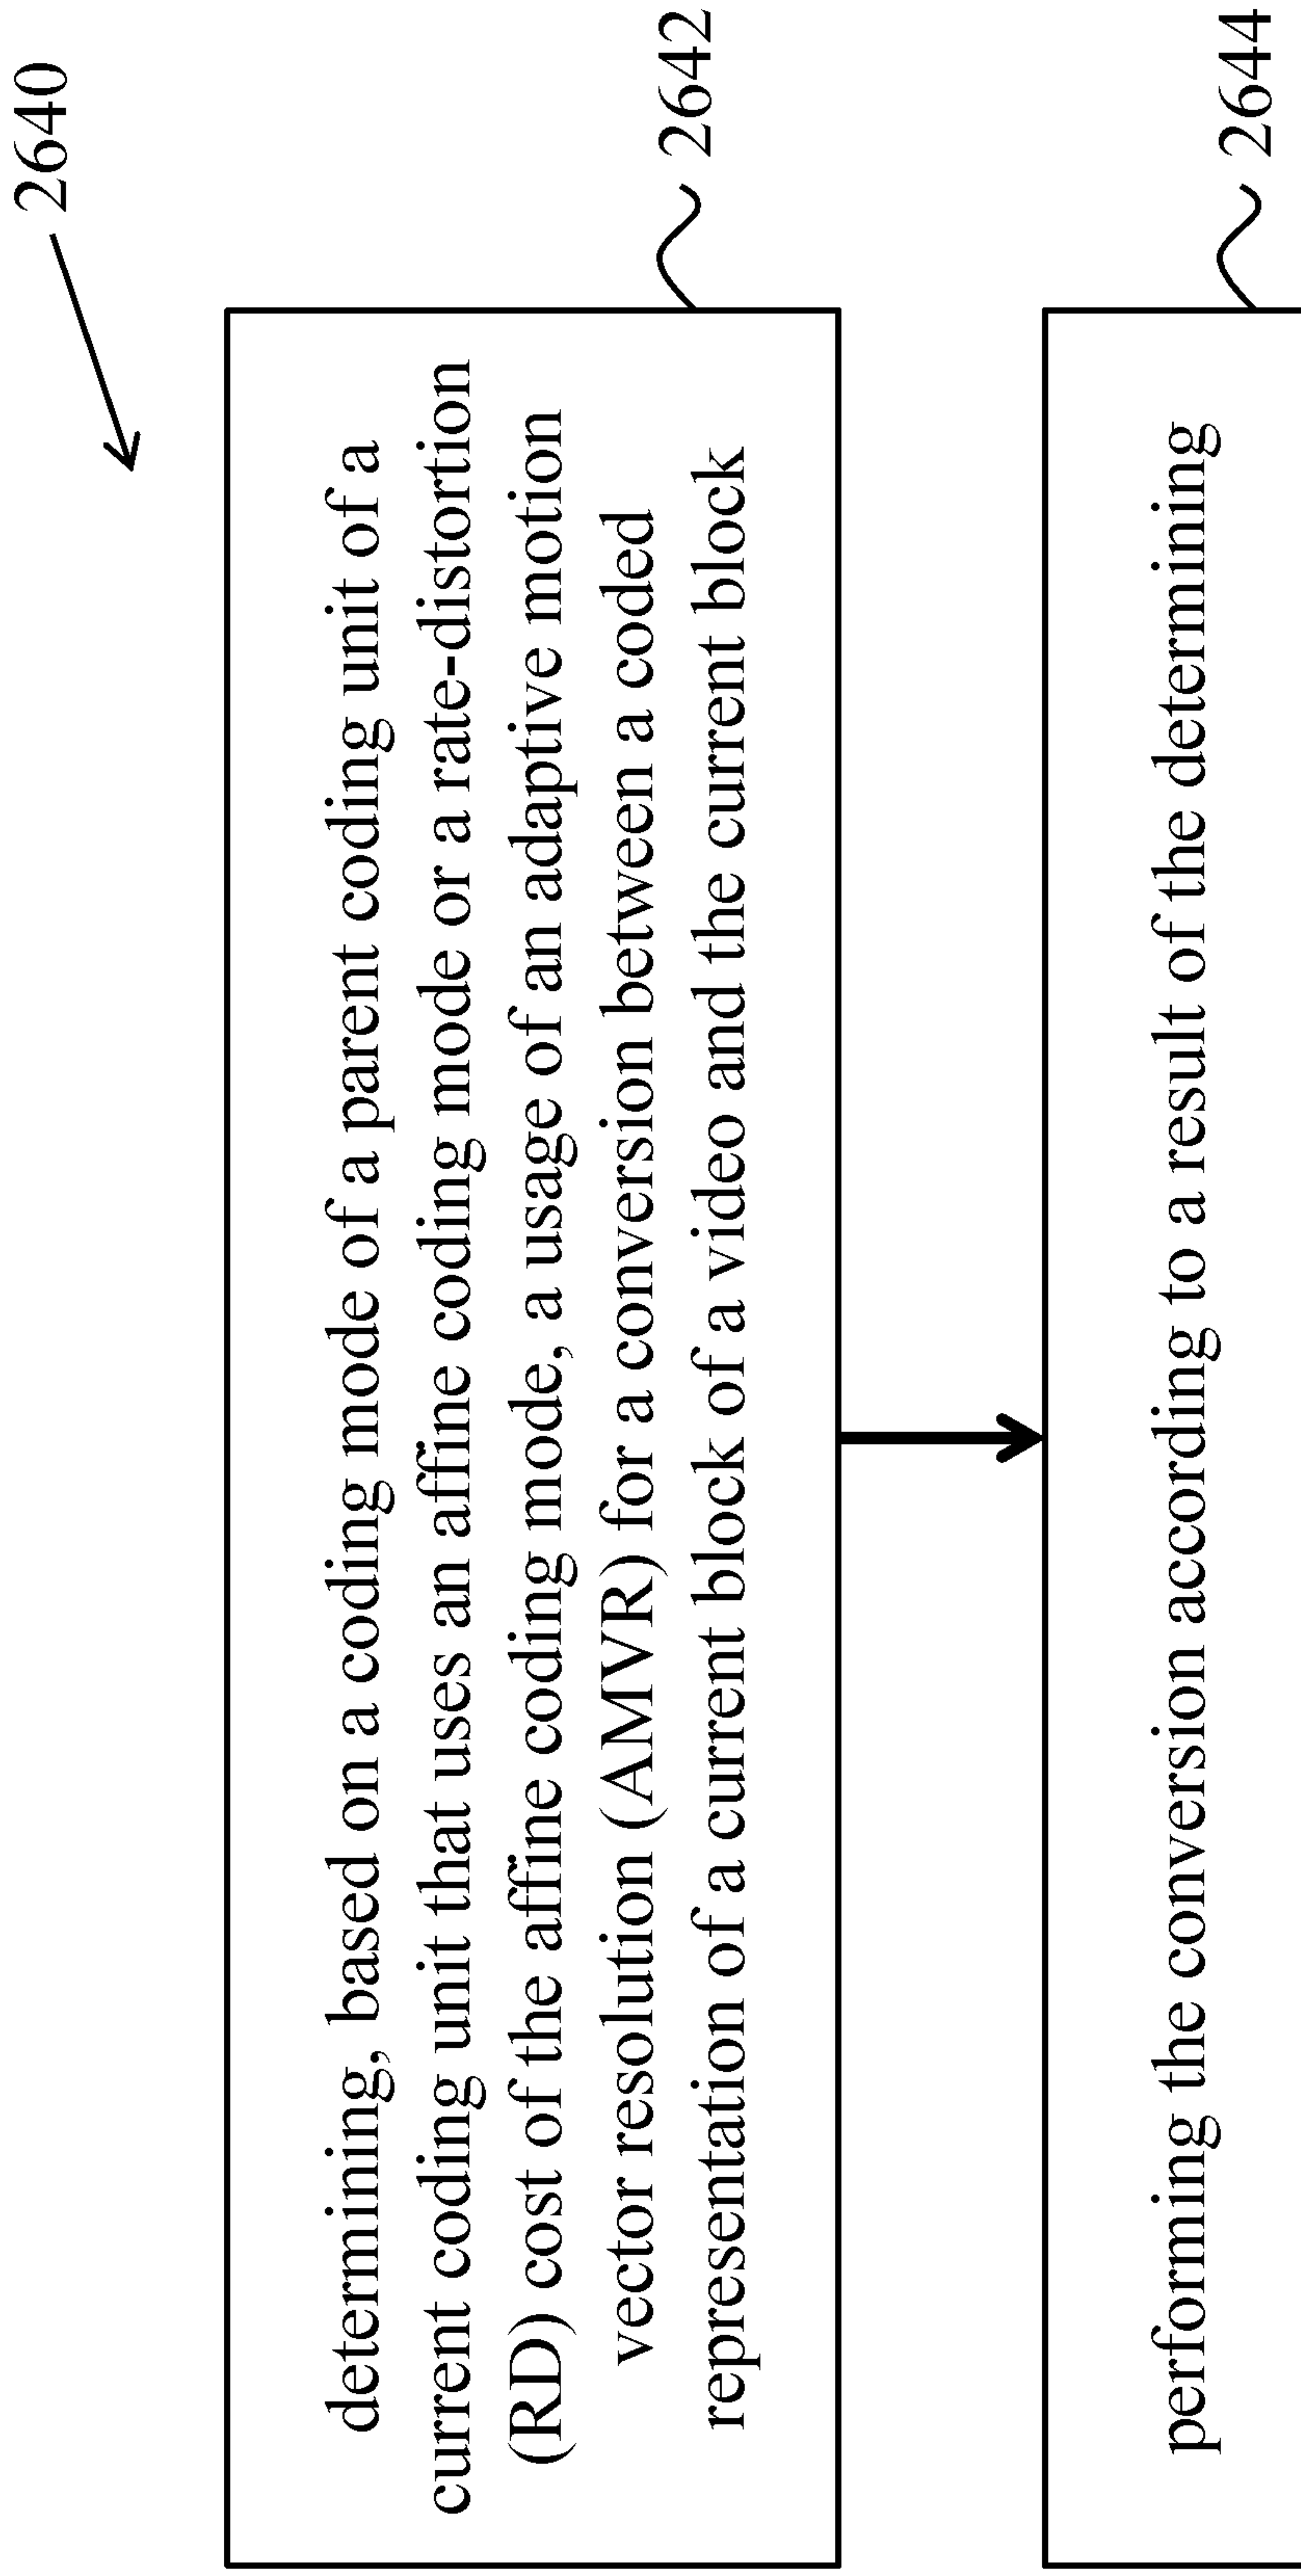 2640
determining, based on a coding mode of a parent coding unit of a
current coding unit that uses an affine coding mode or a rate-distortion
(RD) cost of the affine coding mode, a usage of an adaptive motion
vector resolution (AMVR) for a conversion between a coded
representation of a current block of a video and the current block
2642
performing the conversion according to a result of the determining
2644